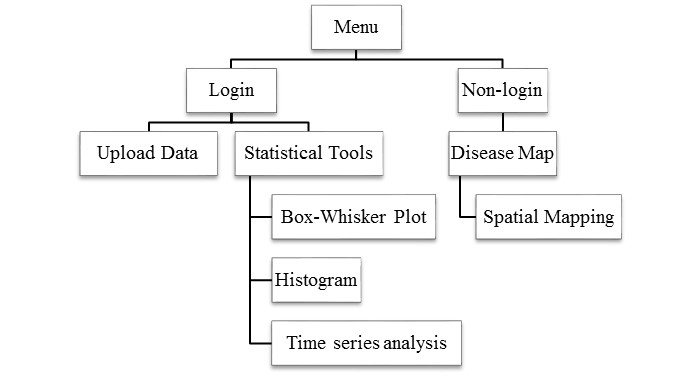 Menu
Login
Non-login
Upload Data
Statistical Tools
Disease Map
Box-Whisker Plot
Spatial Mapping
Histogram
Time series analysis